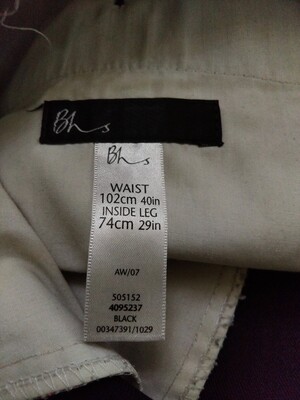 Bhs
Bhs
WAIST
102cm 40in
INSIDE LEG
74cm 29in
AW/07
505152
4095237
BLACK
00347391/1029